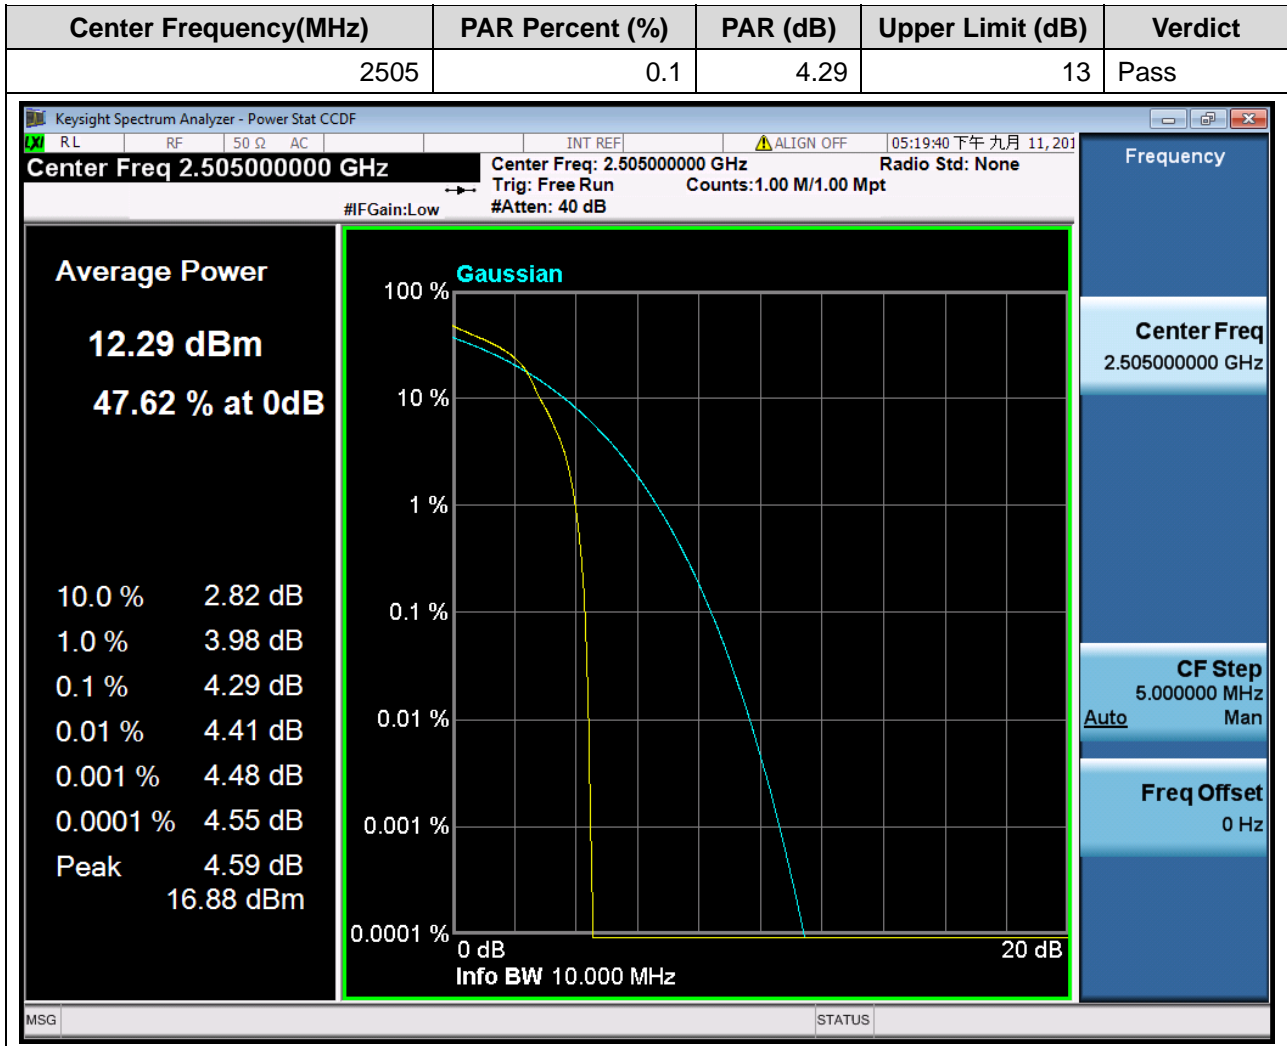 Center Frequency(MHz) PAR Percent (%) PAR (dB) Upper Limit (dB) Verdict
2505 0.1 4.29 13 Pass
Keysight Spectrum Analyzer - Power Stat CCDF
LXI RL RF 50 Ω AC INT REF ALIGN OFF 05:19:40 下午 九月 11, 201
Center Freq 2.505000000 GHz
#IFGain:Low
Center Freq: 2.505000000 GHz Radio Std: None
Trig: Free Run Counts:1.00 M/1.00 Mpt
#Atten: 40 dB
Average Power
12.29 dBm
47.62 % at 0dB
10.0 % 2.82 dB
1.0 % 3.98 dB
0.1 % 4.29 dB
0.01 % 4.41 dB
0.001 % 4.48 dB
0.0001 % 4.55 dB
Peak 4.59 dB
16.88 dBm
Gaussian
100 %
10 %
1 %
0.1 %
0.01 %
0.001 %
0.0001 %
0 dB 20 dB
Info BW 10.000 MHz
Frequency
Center Freq
2.505000000 GHz
CF Step
5.000000 MHz
Auto Man
Freq Offset
0 Hz
MSG STATUS